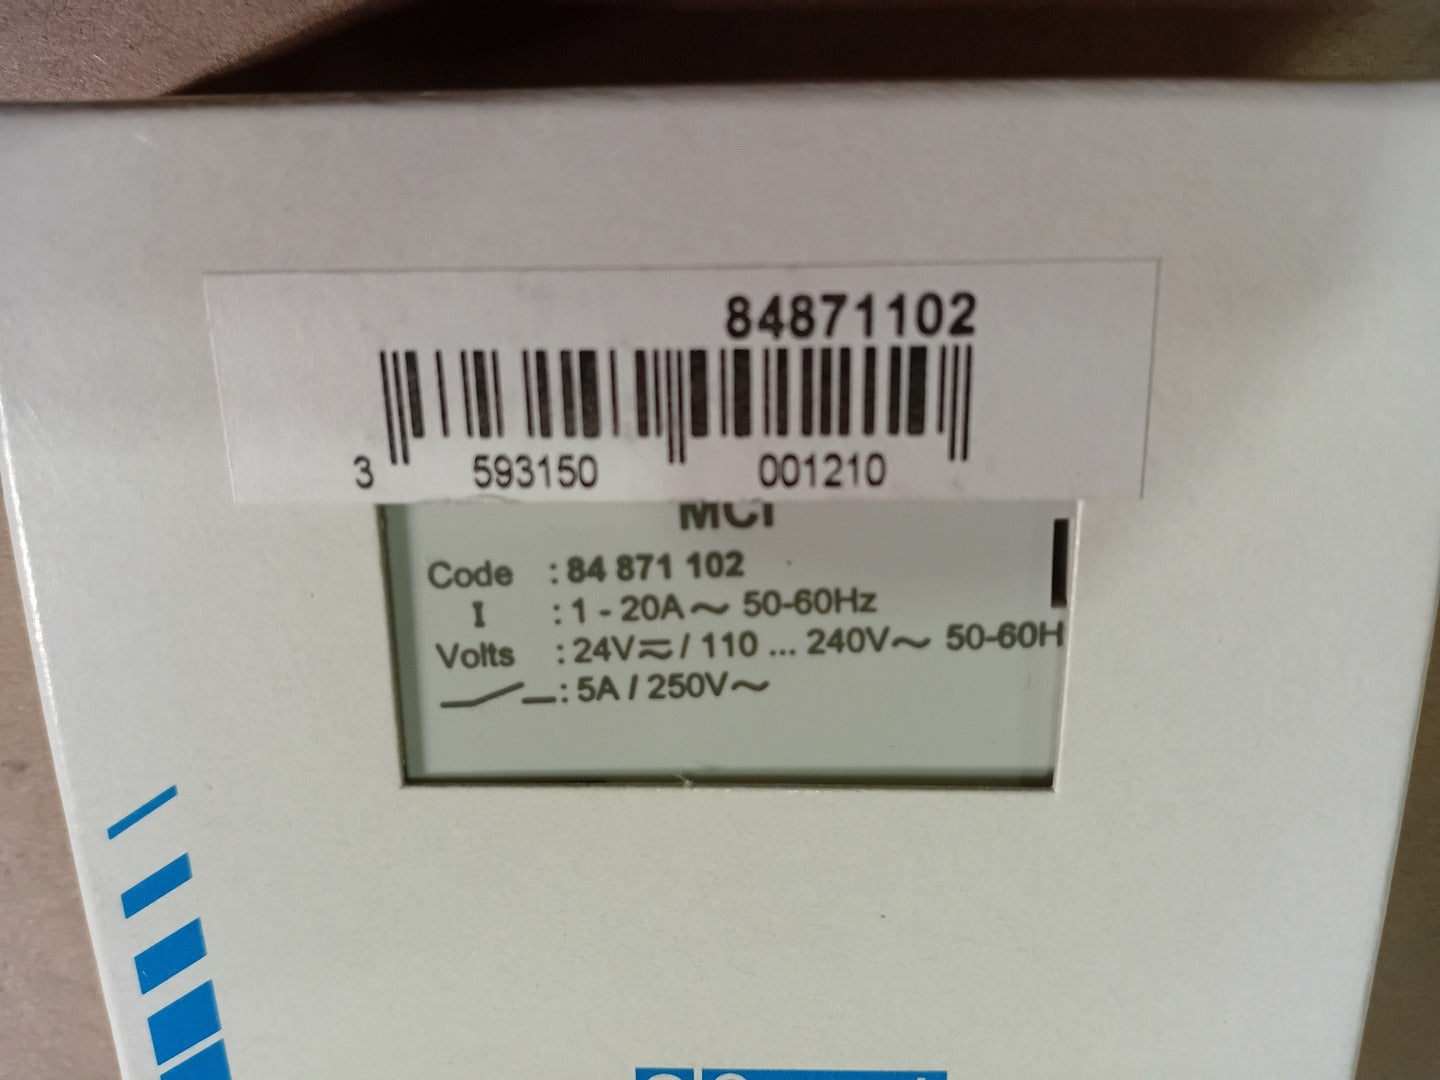 84871102
3 593150 001210
MCI
Code : 84 871 102
I : 1 - 20A ~ 50-60Hz
Volts : 24V ≂ / 110 ... 240V ~ 50-60H
: 5A / 250V ~